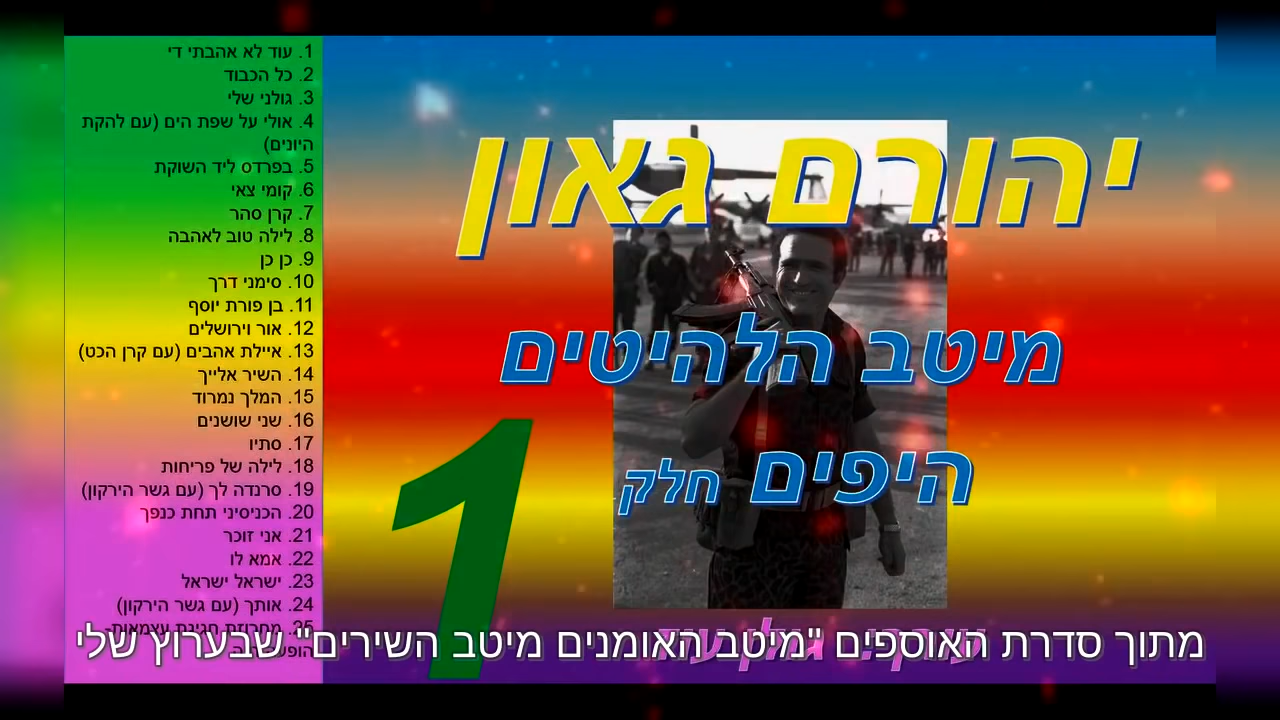 1. עוד לא אהבתי די
2. כל הכבוד
3. גולני שלי
4. אולי על שפת הים (עם להקת
היונים)
5. בפרדס ליד השוקת
6. קומי צאי
7. קרן סהר
8. לילה טוב לאהבה
9. כן כן
10. סימני דרך
11. בן פורת יוסף
12. אור וירושלים
13. איילת אהבים (עם קרן הכט)
14. השיר אלייך
15. המלך נמרוד
16. שני שושנים
17. סתיו
18. לילה של פריחות
19. סרנדה לך (עם גשר הירקון)
20. הכניסיני תחת כנפך
21. אני זוכר
22. אמא לו
23. ישראל ישראל
24. אותך (עם גשר הירקון)
25. מחרוזת חגיגת עצמאות-
יהורם גאון
מיטב הלהיטים
היפים חלק
1
מתוך סדרת האוספים "מיטב האומנים מיטב השירים" שבערוץ שלי